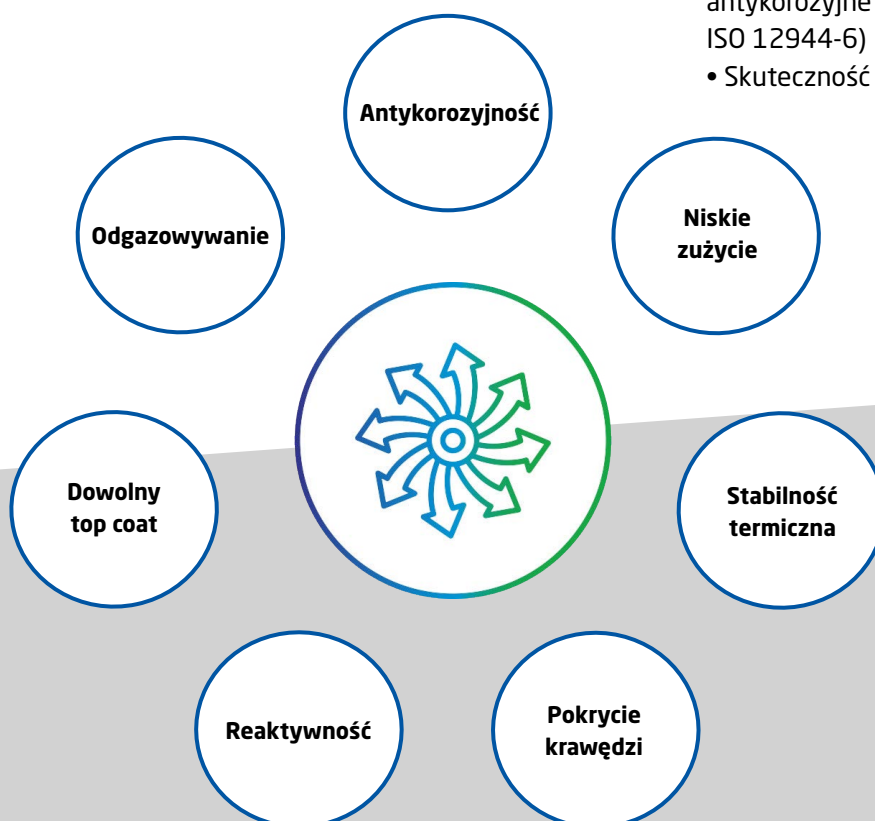 antykorozyjne
ISO 12944-6)
• Skuteczność
Antykorozyjność
Odgazowywanie
Niskie
zużycie
Dowolny
top coat
Stabilność
termiczna
Reaktywność
Pokrycie
krawędzi